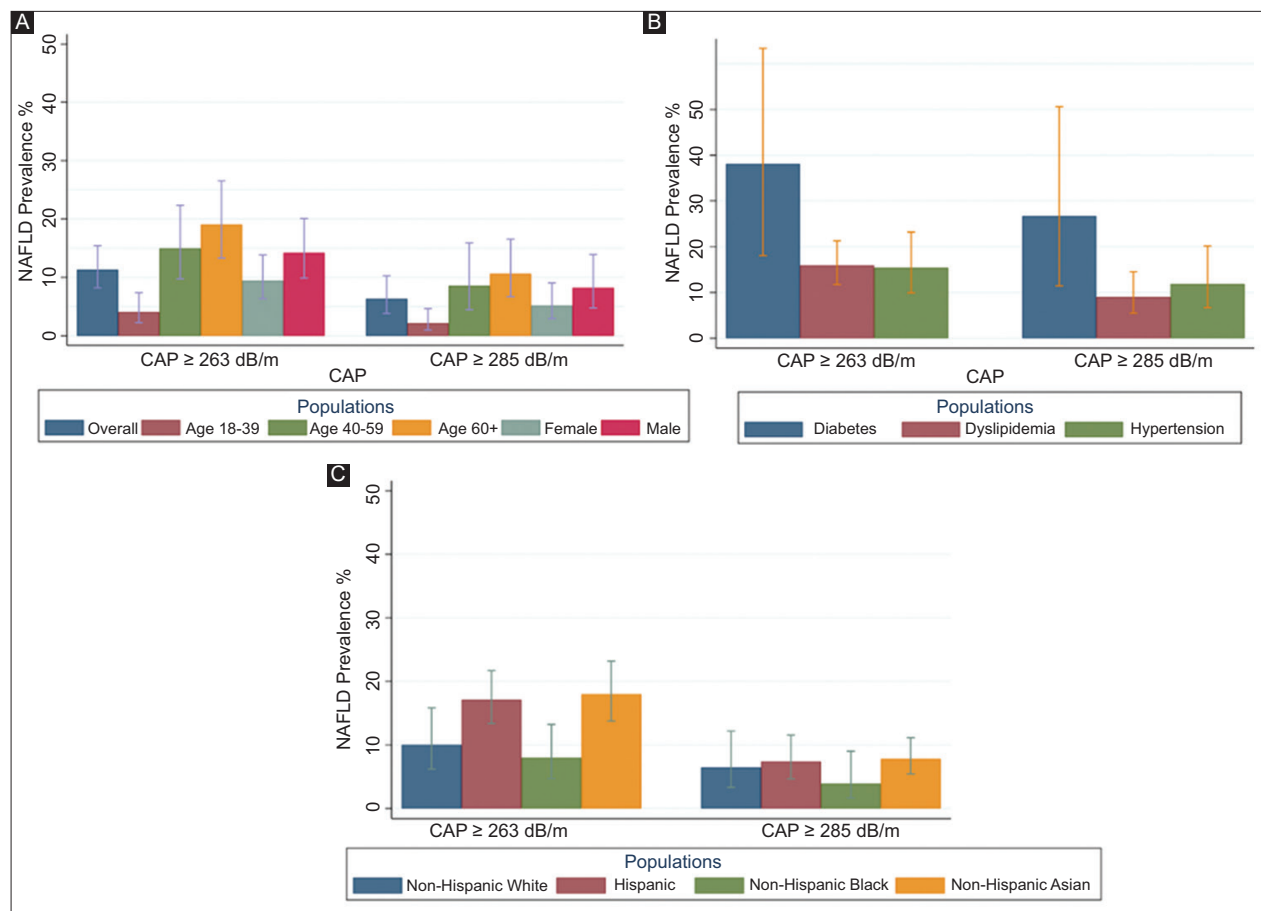 A
NAFLD Prevalence %
50
40
30
20
10
0
CAP ≥ 263 dB/m
CAP ≥ 285 dB/m
CAP
Populations
Overall Age 18-39 Age 40-59 Age 60+ Female Male
B
NAFLD Prevalence %
50
40
30
20
10
0
CAP ≥ 263 dB/m
CAP ≥ 285 dB/m
CAP
Populations
Diabetes Dyslipidemia Hypertension
C
NAFLD Prevalence %
50
40
30
20
10
0
CAP ≥ 263 dB/m
CAP ≥ 285 dB/m
Populations
Non-Hispanic White Hispanic Non-Hispanic Black Non-Hispanic Asian